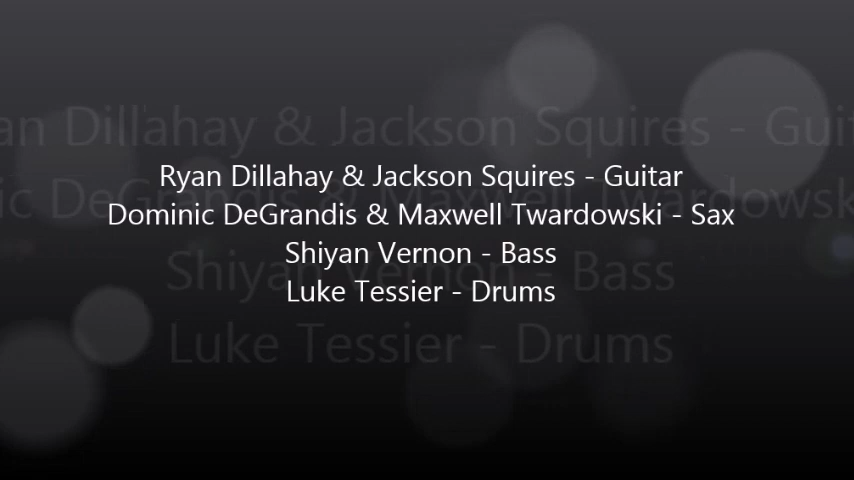 Ryan Dillahay & Jackson Squires - Guitar
Dominic DeGrandis & Maxwell Twardowski - Sax
Shiyan Vernon - Bass
Luke Tessier - Drums